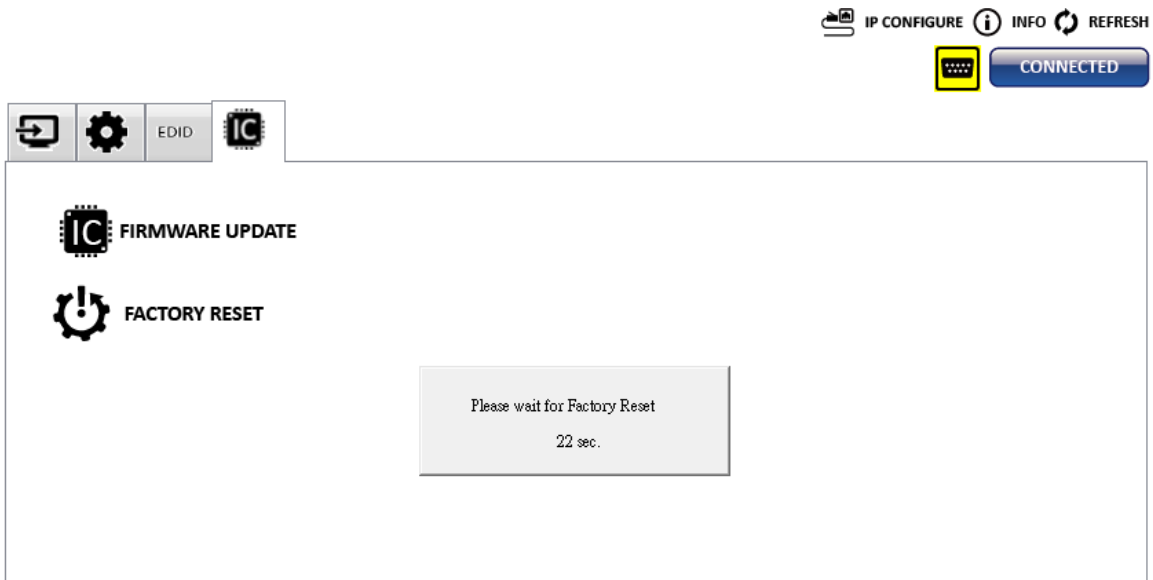 IP CONFIGURE INFO REFRESH
CONNECTED
EDID IC
IC FIRMWARE UPDATE
FACTORY RESET
Please wait for Factory Reset
22 sec.